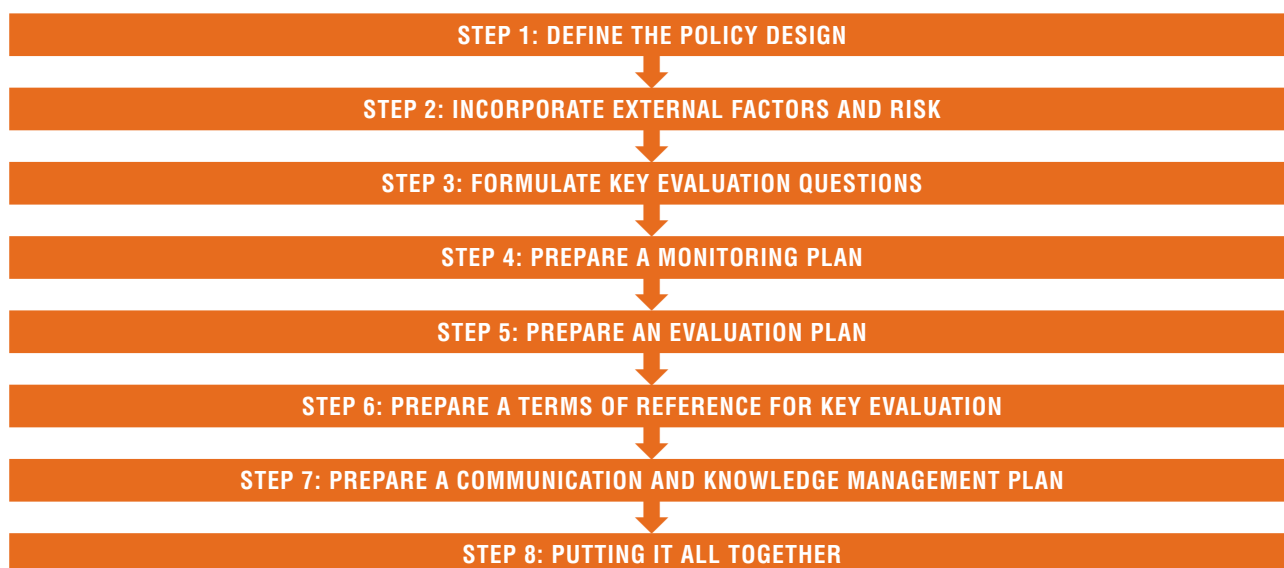 STEP 1: DEFINE THE POLICY DESIGN
STEP 2: INCORPORATE EXTERNAL FACTORS AND RISK
STEP 3: FORMULATE KEY EVALUATION QUESTIONS
STEP 4: PREPARE A MONITORING PLAN
STEP 5: PREPARE AN EVALUATION PLAN
STEP 6: PREPARE A TERMS OF REFERENCE FOR KEY EVALUATION
STEP 7: PREPARE A COMMUNICATION AND KNOWLEDGE MANAGEMENT PLAN
STEP 8: PUTTING IT ALL TOGETHER